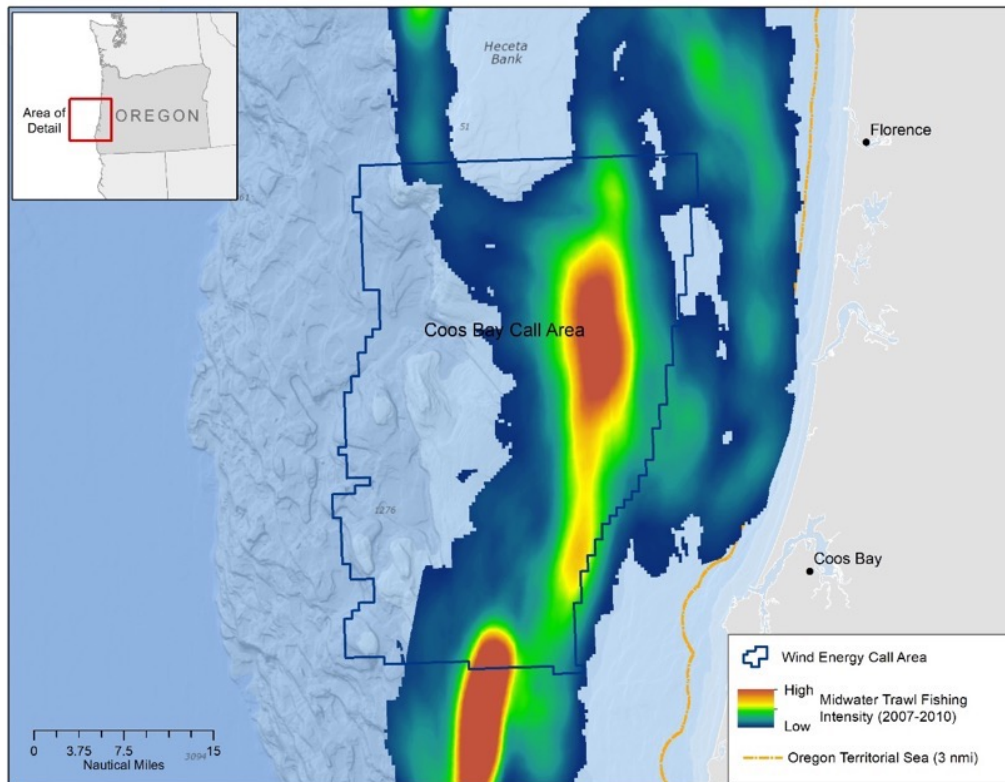 Area of
Detail
OREGON
Heceta
Bank
51
Florence
Coos Bay Call Area
1276
Coos Bay
Wind Energy Call Area
High
Low
Midwater Trawl Fishing
Intensity (2007-2010)
Oregon Territorial Sea (3 nmi)
0 3.75 7.5 15
Nautical Miles
3094